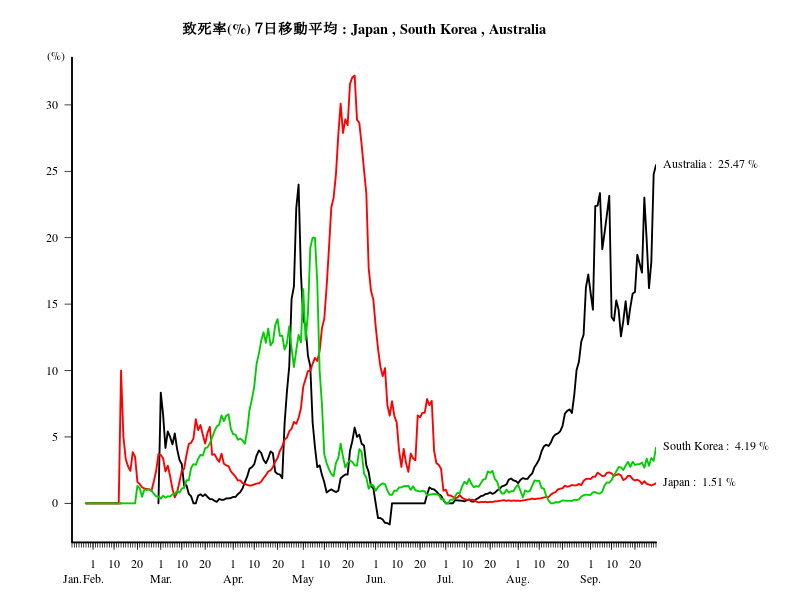 致死率(%) 7日移動平均 : Japan , South Korea , Australia
(%)
30
25
20
15
10
5
0
Australia : 25.47 %
South Korea : 4.19 %
Japan : 1.51 %
1 10 20 1 10 20 1 10 20 1 10 20 1 10 20 1 10 20 1 10 20 1 10 20
Jan. Feb. Mar. Apr. May Jun. Jul. Aug. Sep.